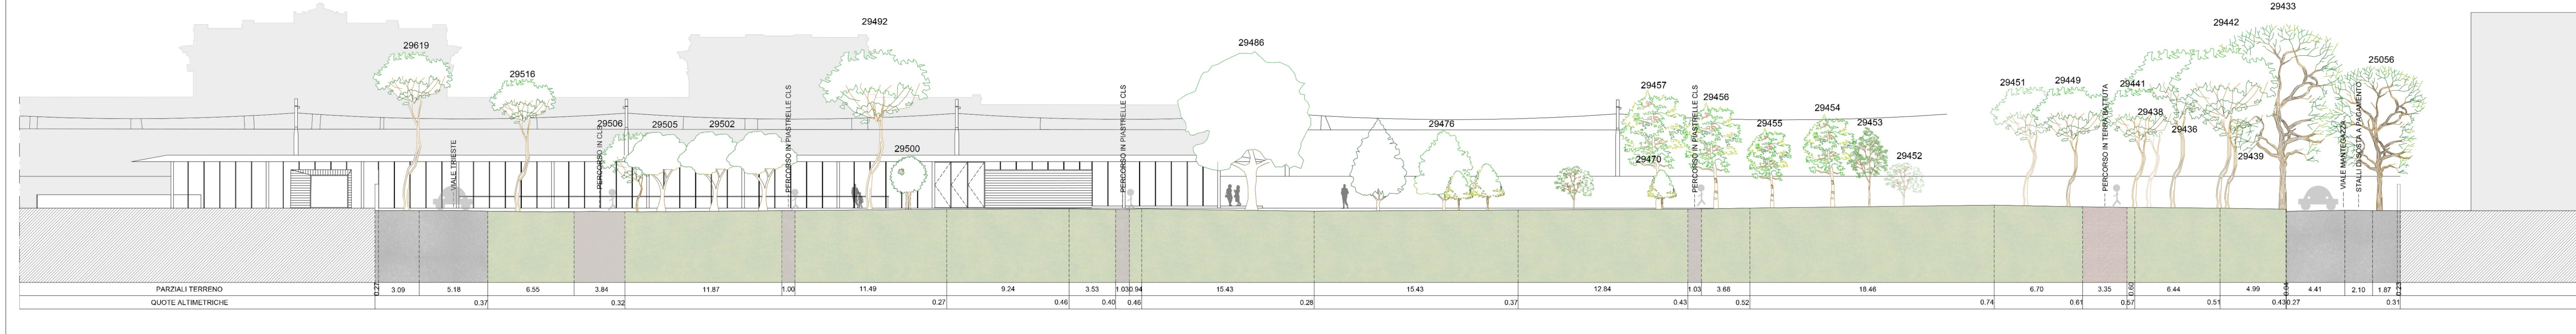 29433
29442
29492
29619
29486
25056
29516
29457
29451
29449
29441
29456
29454
29438
29506
29505
29502
29476
29455
29453
29436
29500
29470
29452
29439
VIALE TRIESTE
PERCORSO IN CLS
PERCORSO IN PIASTRELLE CLS
PERCORSO IN PIASTRELLE CLS
PERCORSO IN PIASTRELLE CLS
PERCORSO IN TERRA BATTUTA
VIALE MANTEGAZZA
STALLI DI SOSTA A PAGAMENTO
PARZIALI TERRENO 0.27 3.09 5.18 6.55 3.84 11.87 1.00 11.49 9.24 3.53 1.03 0.94 15.43 15.43 12.84 1.03 3.68 18.46 6.70 3.35 0.60 6.44 4.99 4.41 2.10 1.87 0.23
QUOTE ALTIMETRICHE 0.37 0.32 0.27 0.46 0.40 0.46 0.28 0.37 0.43 0.52 0.74 0.61 0.57 0.51 0.43 0.27 0.31